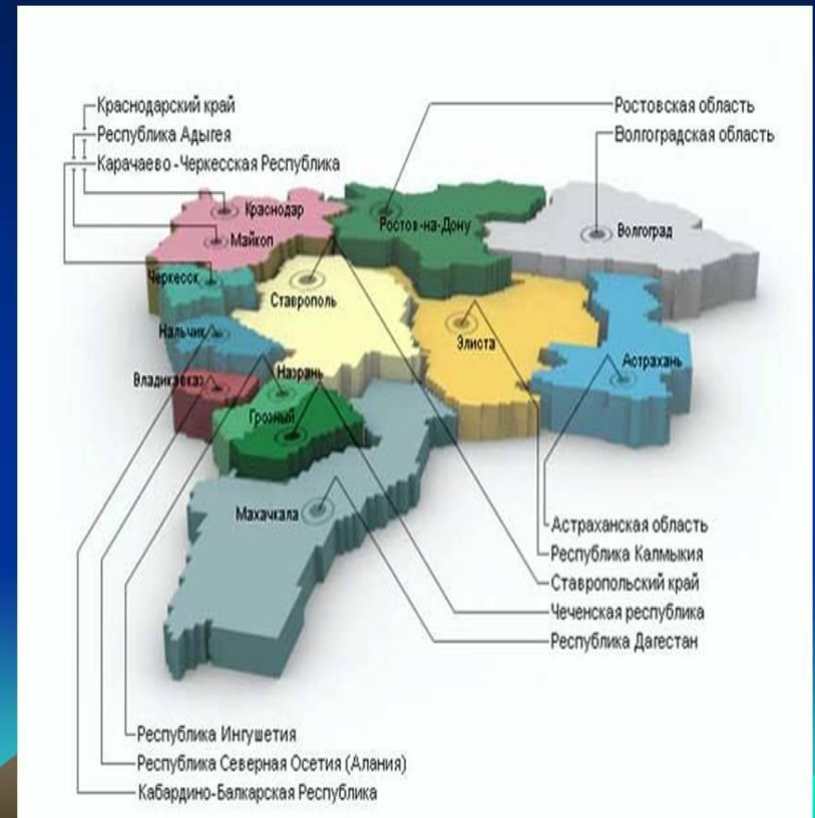 Краснодарский край
Республика Адыгея
Карачаево -Черкесская Республика
Ростовская область
Волгоградская область
Краснодар
Майкоп
Ростов-на-Дону
Волгоград
Черкесск
Ставрополь
Нальчик
Элиста
Астрахань
Владикавказ
Назрань
Грозный
Махачкала
Астраханская область
Республика Калмыкия
Ставропольский край
Чеченская республика
Республика Дагестан
Республика Ингушетия
Республика Северная Осетия (Алания)
Кабардино-Балкарская Республика